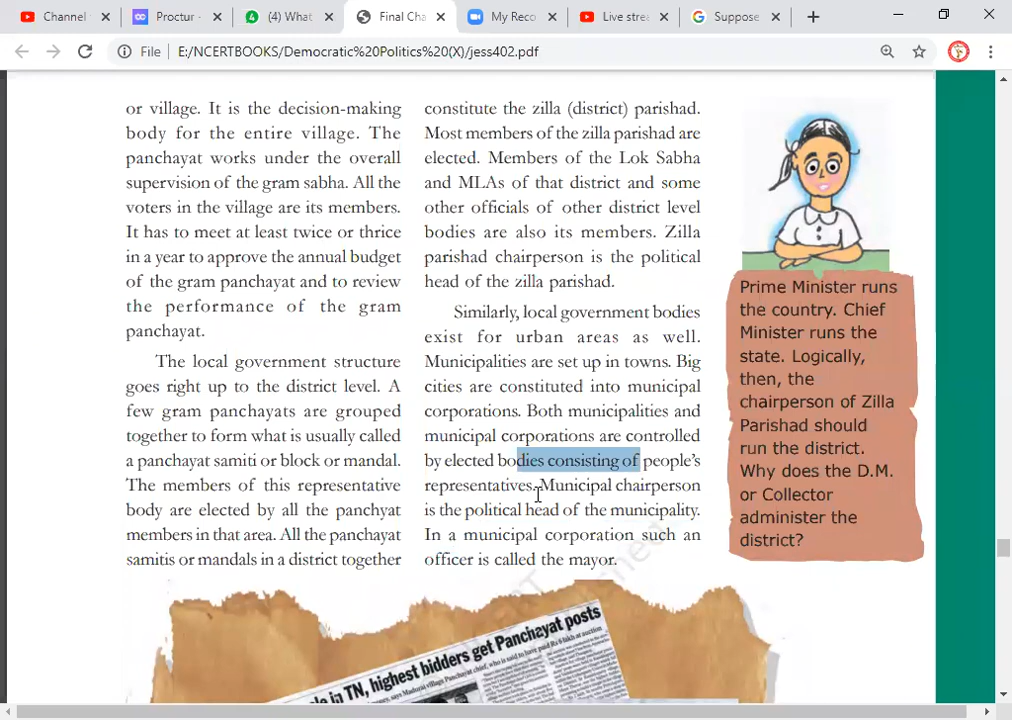 Channel
Proctur -
(4) What
Final Cha
My Reco
Live strea
Suppose
File
E:/NCERTBOOKS/Democratic%20Politics%20(X)/jess402.pdf
or village. It is the decision-making
body for the entire village. The
panchayat works under the overall
supervision of the gram sabha. All the
voters in the village are its members.
It has to meet at least twice or thrice
in a year to approve the annual budget
of the gram panchayat and to review
the performance of the gram
panchayat.
The local government structure
goes right up to the district level. A
few gram panchayats are grouped
together to form what is usually called
a panchayat samiti or block or mandal.
The members of this representative
body are elected by all the panchyat
members in that area. All the panchayat
samitis or mandals in a district together
constitute the zilla (district) parishad.
Most members of the zilla parishad are
elected. Members of the Lok Sabha
and MLAs of that district and some
other officials of other district level
bodies are also its members. Zilla
parishad chairperson is the political
head of the zilla parishad.
Similarly, local government bodies
exist for urban areas as well.
Municipalities are set up in towns. Big
cities are constituted into municipal
corporations. Both municipalities and
municipal corporations are controlled
by elected bodies consisting of people's
representatives. Municipal chairperson
is the political head of the municipality.
In a municipal corporation such an
officer is called the mayor.
Prime Minister runs
the country. Chief
Minister runs the
state. Logically,
then, the
chairperson of Zilla
Parishad should
run the district.
Why does the D.M.
or Collector
administer the
district?
in TN, highest bidders get Panchayat posts